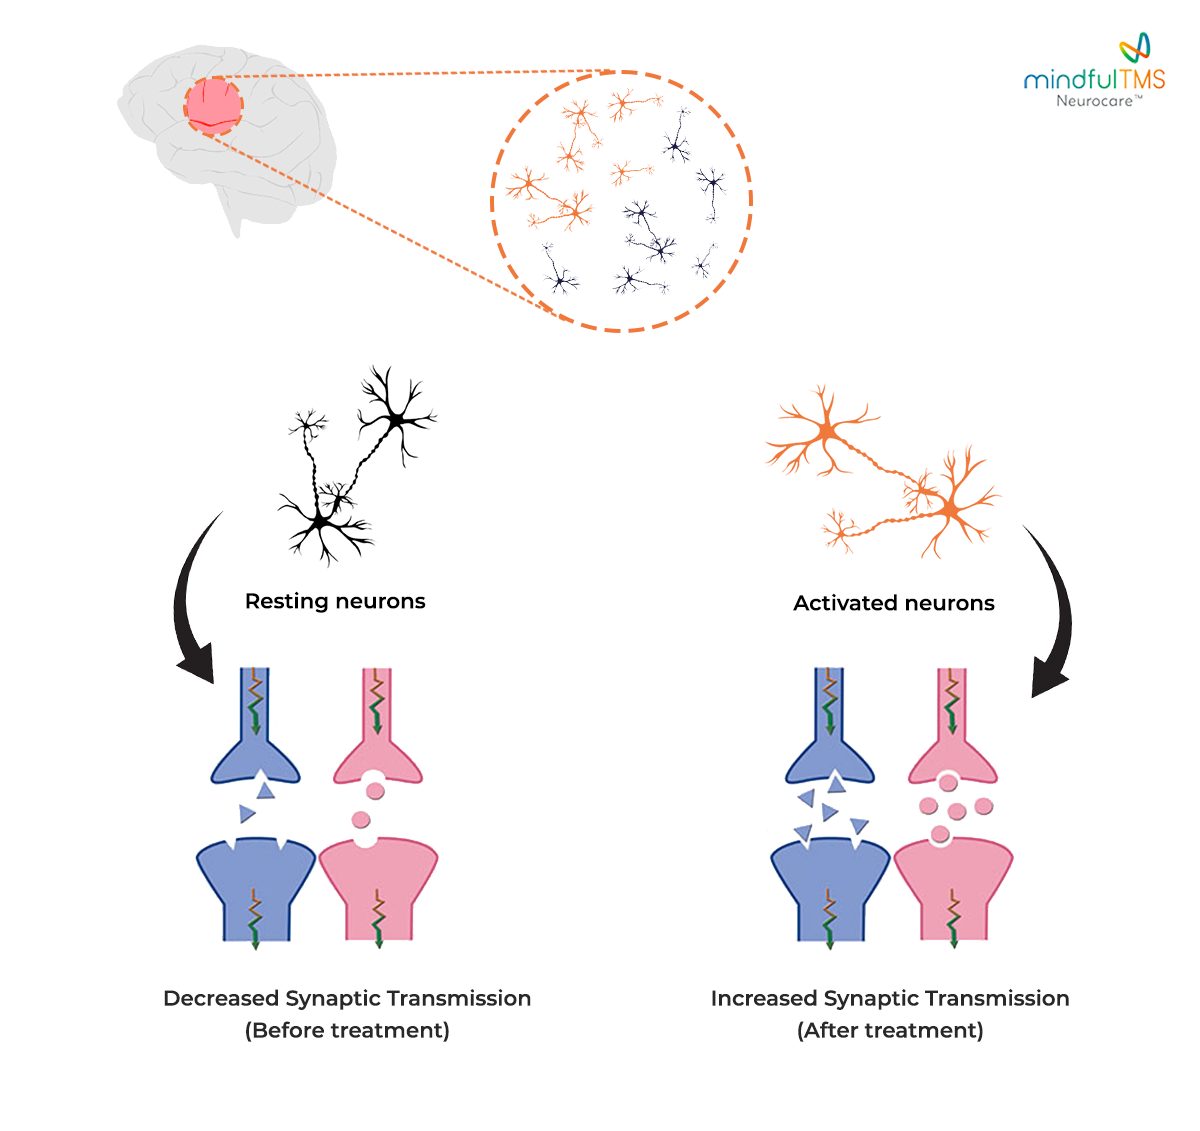 mindfulTMS
Neurocare™
Resting neurons
Activated neurons
Decreased Synaptic Transmission
(Before treatment)
Increased Synaptic Transmission
(After treatment)